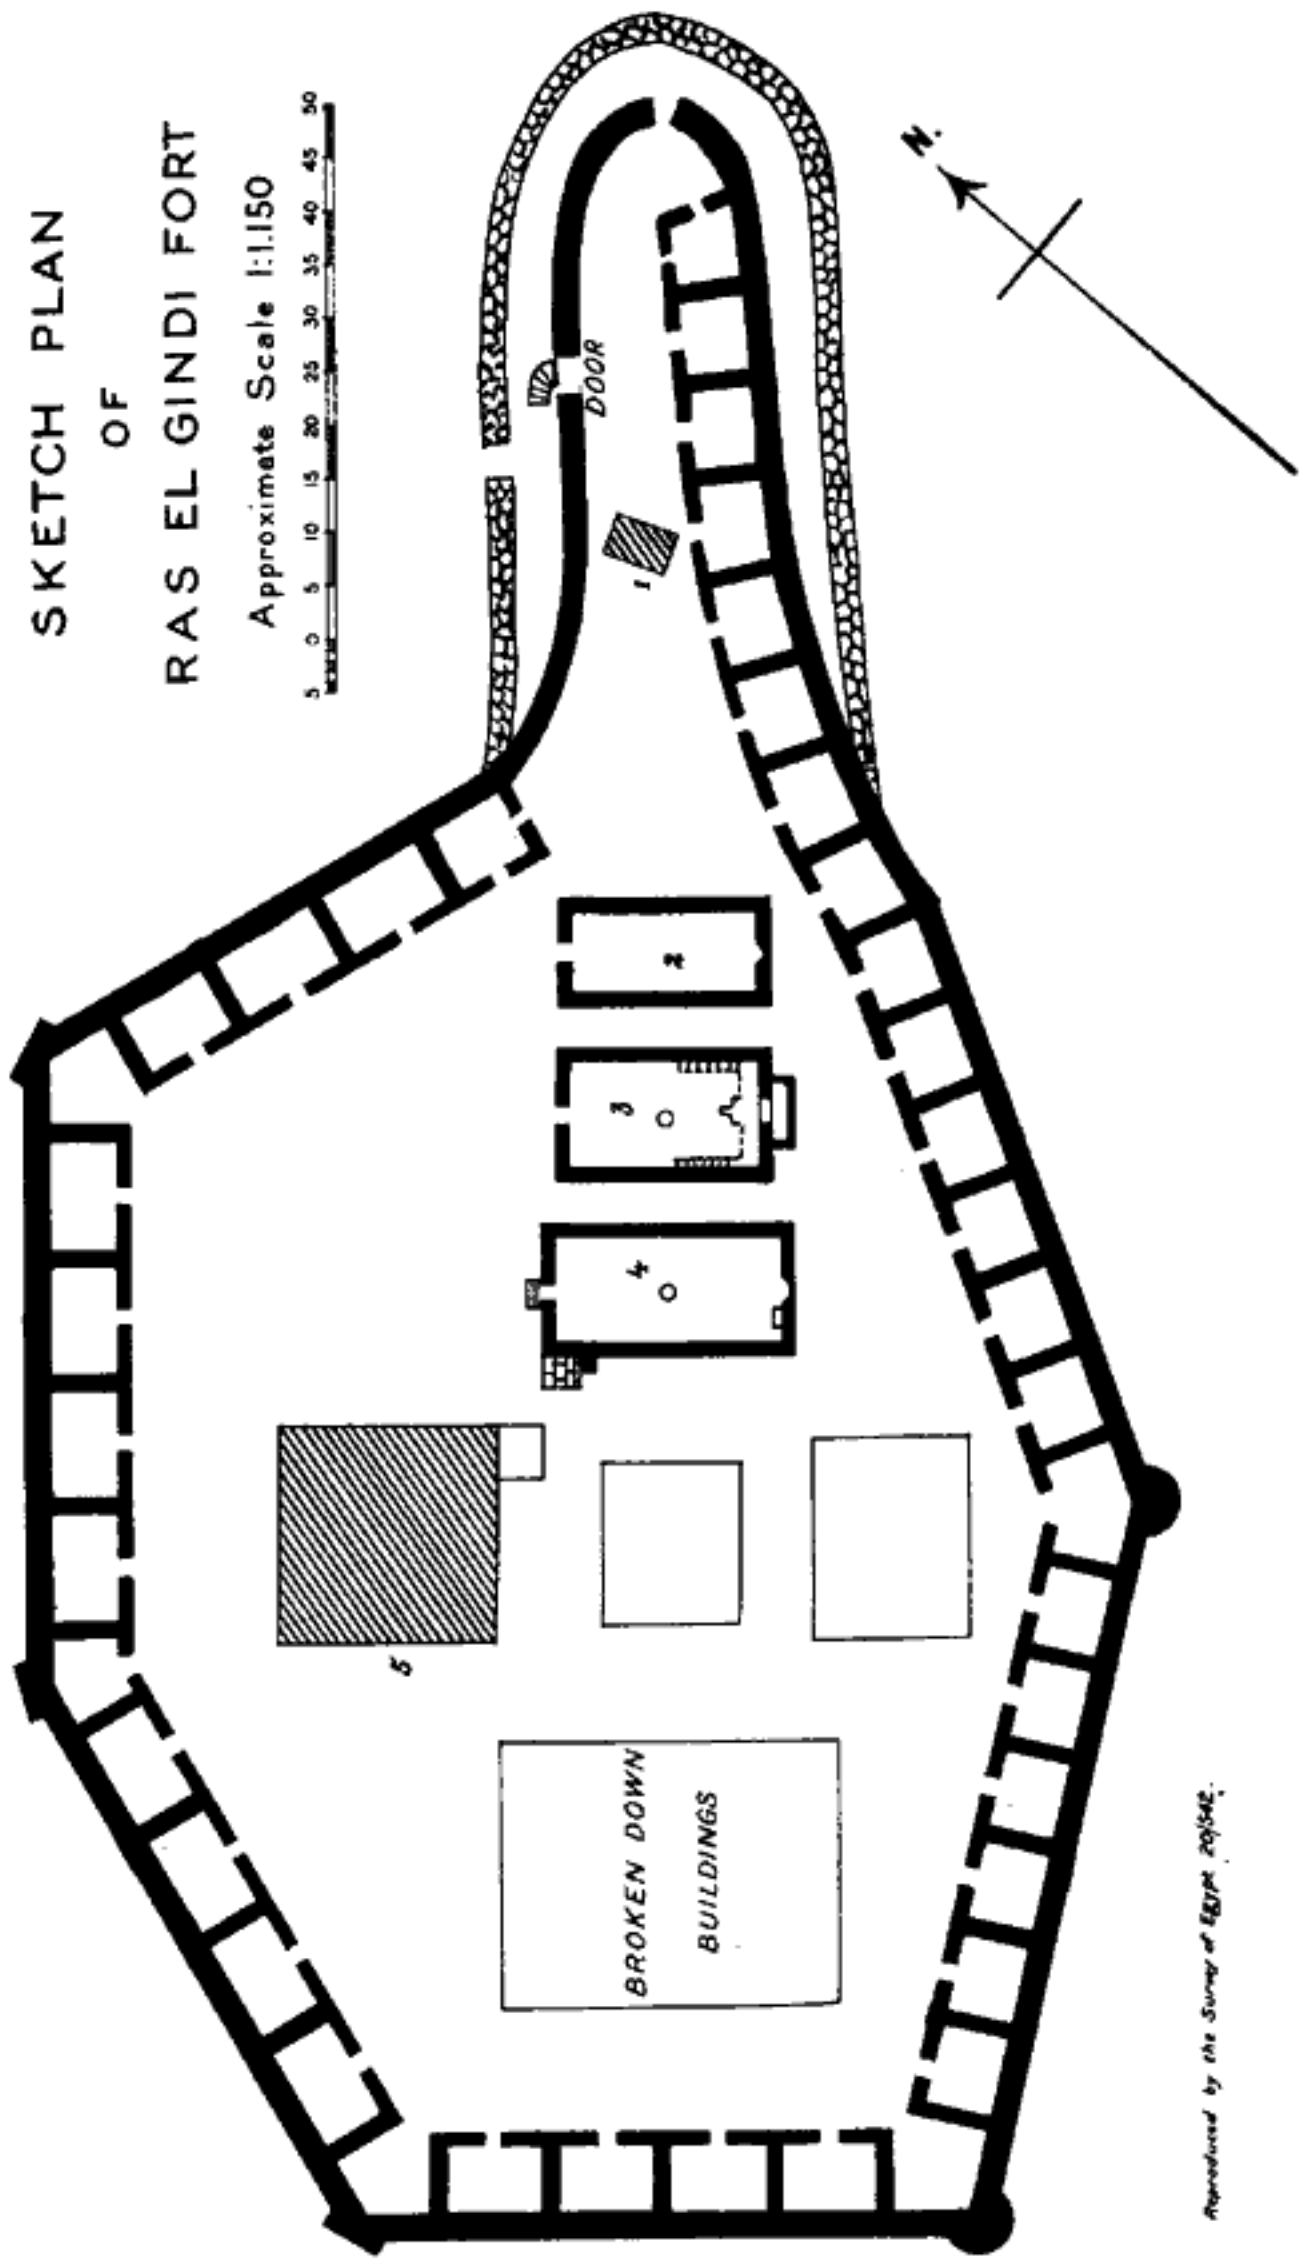 SKETCH PLAN
OF
RAS EL GINDI FORT
Approximate Scale 1:1.150
5 0 5 10 15 20 25 30 35 40 45 50
N.
DOOR
1
2
3
4
5
BROKEN DOWN
BUILDINGS
Reproduced by the Survey of Egypt 20/542.